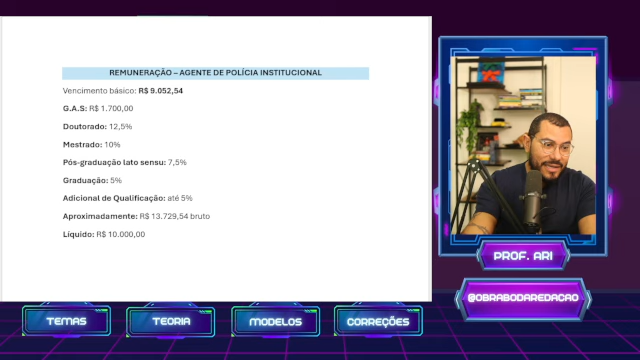 REMUNERAÇÃO – AGENTE DE POLÍCIA INSTITUCIONAL
Vencimento básico: R$ 9.052,54
G.A.S: R$ 1.700,00
Doutorado: 12,5%
Mestrado: 10%
Pós-graduação lato sensu: 7,5%
Graduação: 5%
Adicional de Qualificação: até 5%
Aproximadamente: R$ 13.729,54 bruto
Líquido: R$ 10.000,00
PROF. ARI
@OBRABODAREDACAO
TEMAS
TEORIA
MODELOS
CORREÇÕES